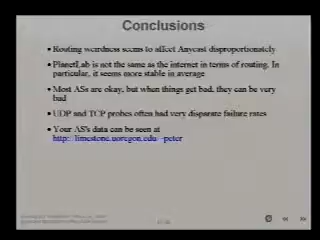 Conclusions
• Routing weirdness seems to affect Anycast disproportionately
• PlanetLab is not the same as the internet in terms of routing. In
particular, it seems more stable in average
• Most ASs are okay, but when things get bad, they can be very
bad
• UDP and TCP probes often had very disparate failure rates
• Your AS's data can be seen at
http://limestone.uoregon.edu/~peter